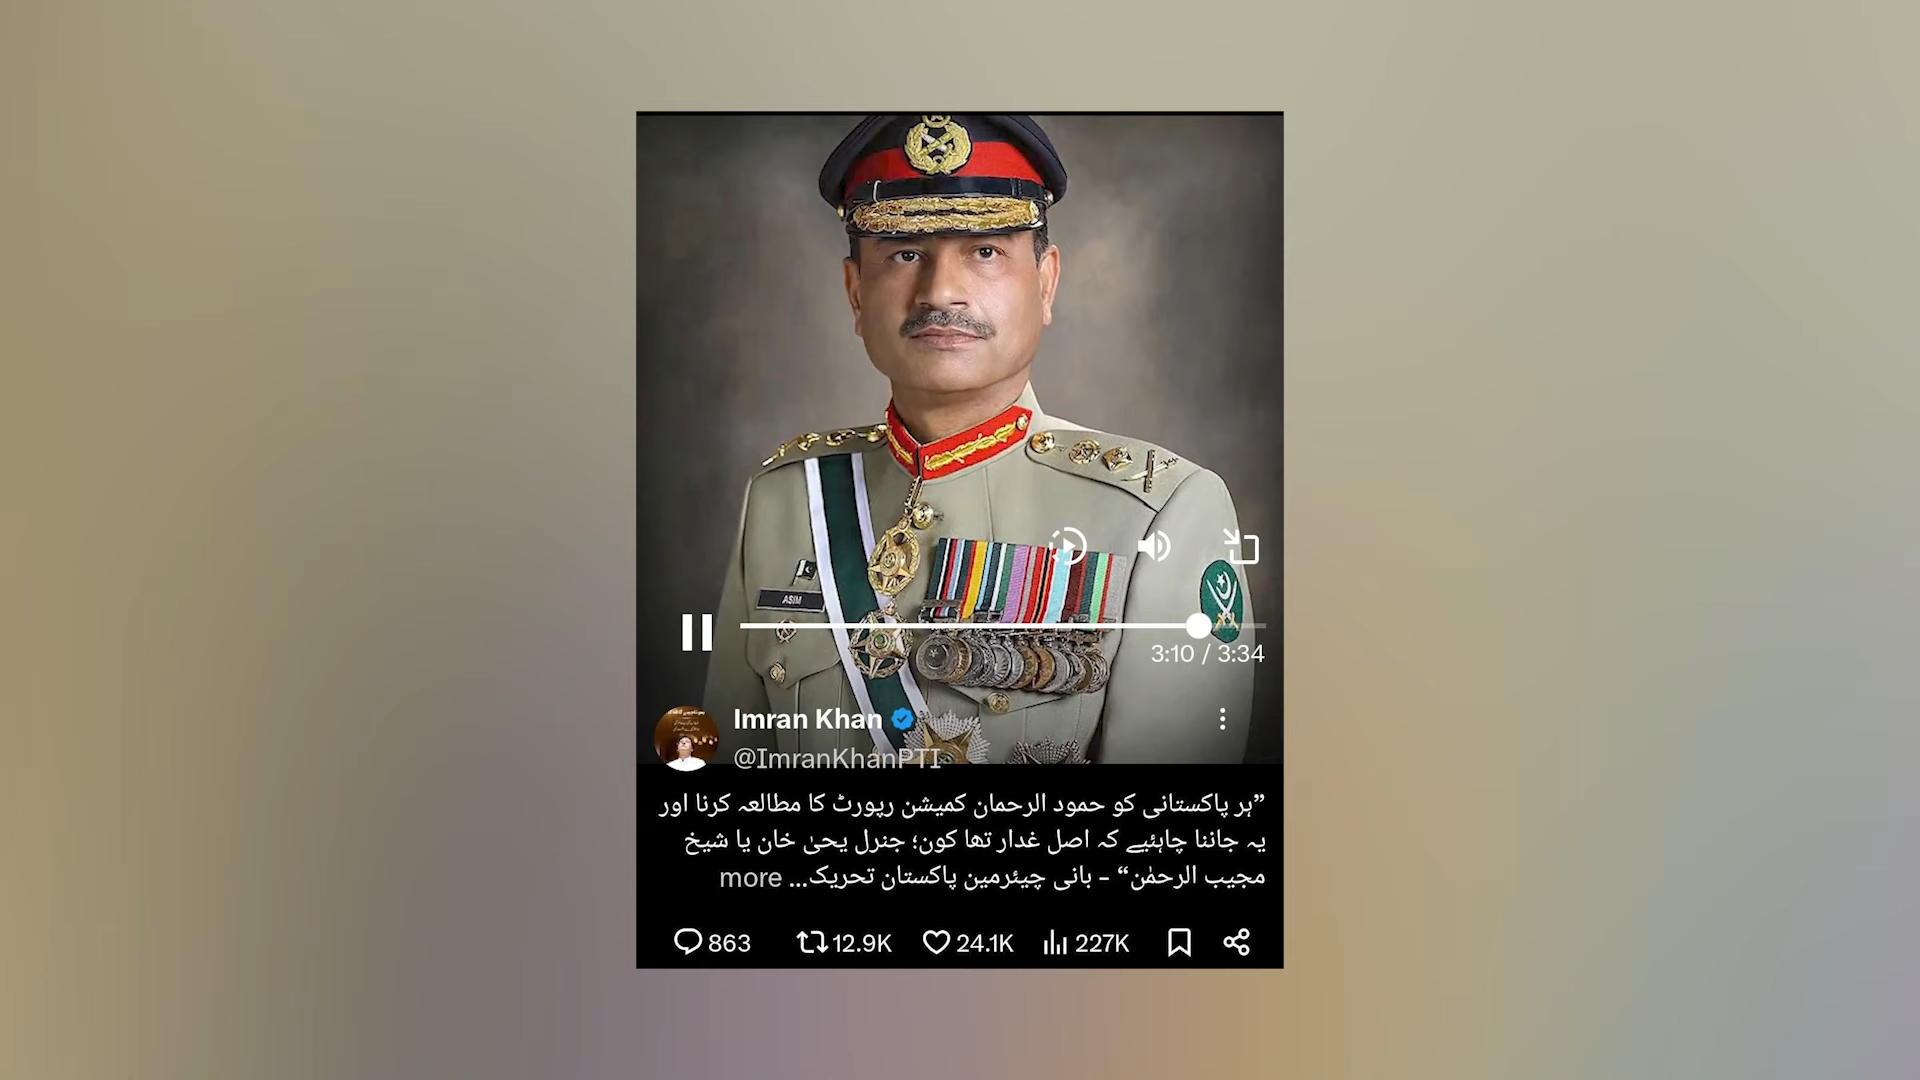 ASIM
3:10 / 3:34
Imran Khan
@ImranKhanPTI
”ہر پاکستانی کو حمود الرحمان کمیشن رپورٹ کا مطالعہ کرنا اور
یہ جاننا چاہئیے کہ اصل غدار تھا کون؛ جنرل یحیٰ خان یا شیخ
مجیب الرحمٰن“ - بانی چیئرمین پاکستان تحریک... more
863 12.9K 24.1K 227K